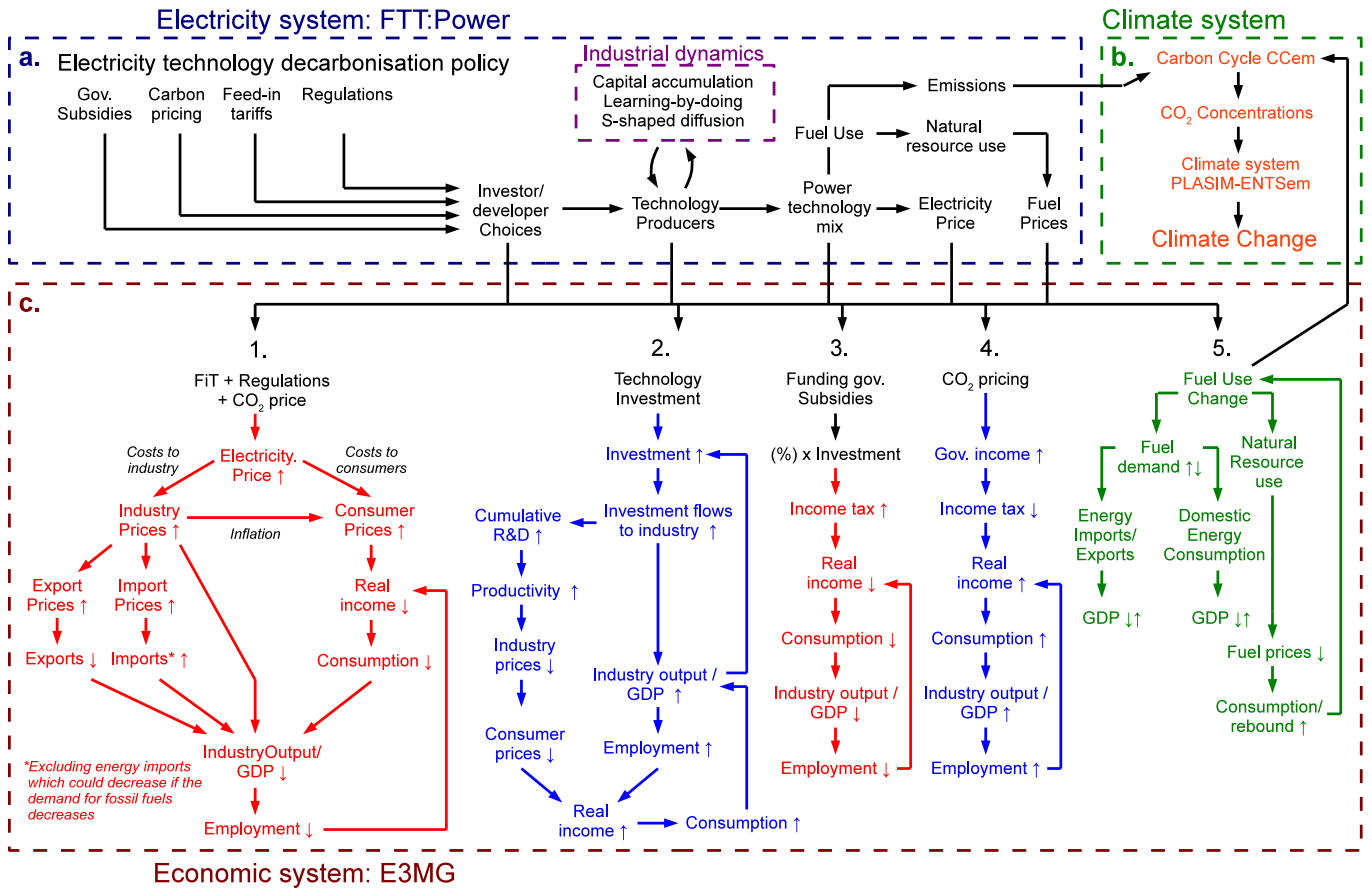 Electricity system: FTT:Power
Climate system
a.
Electricity technology decarbonisation policy
Gov.
Subsidies
Carbon
pricing
Feed-in
tariffs
Regulations
Industrial dynamics
Capital accumulation
Learning-by-doing
S-shaped diffusion
Investor/
developer
Choices
Technology
Producers
Fuel Use
Power
technology
mix
Emissions
Natural
resource use
Electricity
Price
Fuel
Prices
b.
Carbon Cycle CCem
CO₂ Concentrations
Climate system
PLASIM-ENTSem
Climate Change
c.
1.
FiT + Regulations
+ CO₂ price
Costs to
industry
Electricity.
Price ↑
Costs to
consumers
Industry
Prices ↑
Inflation
Consumer
Prices ↑
Export
Prices ↑
Import
Prices ↑
Real
income ↓
Exports ↓
Imports* ↑
Consumption ↓
IndustryOutput/
GDP ↓
*Excluding energy imports
which could decrease if the
demand for fossil fuels
decreases
Employment ↓
2.
Technology
Investment
Investment ↑
Cumulative
R&D ↑
Investment flows
to industry ↑
Productivity ↑
Industry
prices ↓
Industry output /
GDP ↑
Consumer
prices ↓
Employment ↑
Real
income ↑
Consumption ↑
3.
Funding gov.
Subsidies
(%) x Investment
Income tax ↑
Real
income ↓
Consumption ↓
Industry output /
GDP ↓
Employment ↓
4.
CO₂ pricing
Gov. income ↑
Income tax ↓
Real
income ↑
Consumption ↑
Industry output /
GDP ↑
Employment ↑
5.
Fuel Use
Change
Fuel
demand ↑↓
Natural
Resource
use
Energy
Imports/
Exports
Domestic
Energy
Consumption
GDP ↓↑
GDP ↓↑
Fuel prices ↓
Consumption/
rebound ↑
Economic system: E3MG